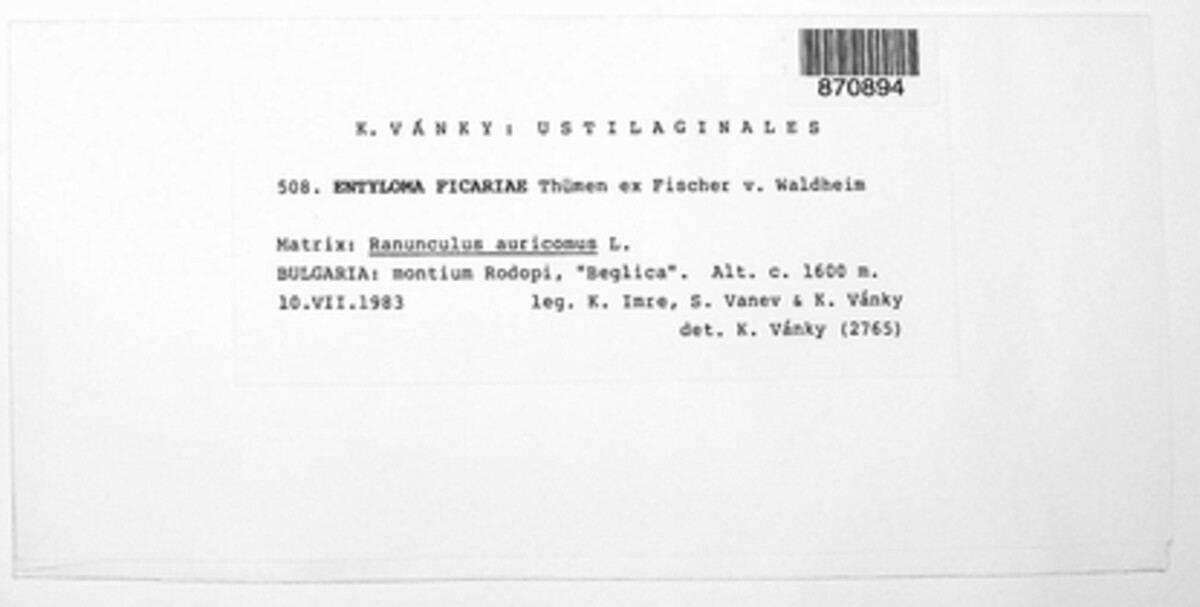 870894
K. VÁNKY: USTILAGINALES
508. ENTYLOMA FICARIAE Thümen ex Fischer v. Waldheim
Matrix: Ranunculus auricomus L.
BULGARIA: montium Rodopi, "Beglica". Alt. c. 1600 m.
10.VII.1983 leg. K. Imre, S. Vanev & K. Vánky
det. K. Vánky (2765)